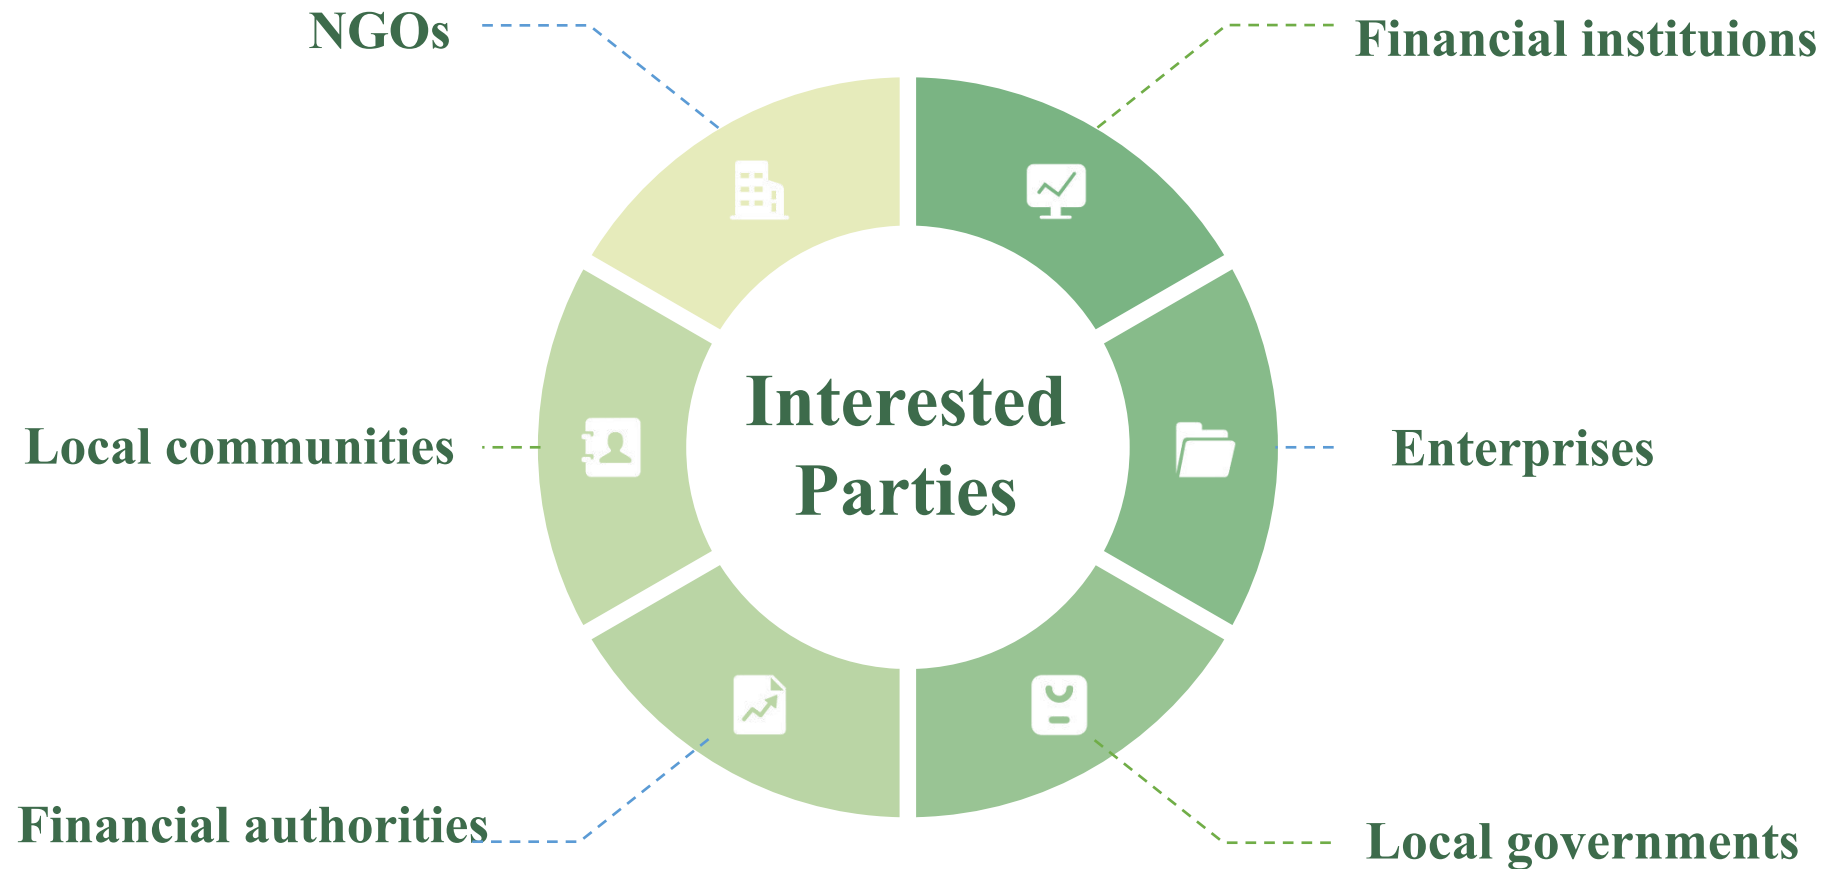 NGOs
Financial instituions
Interested
Parties
Local communities
Enterprises
Financial authorities
Local governments